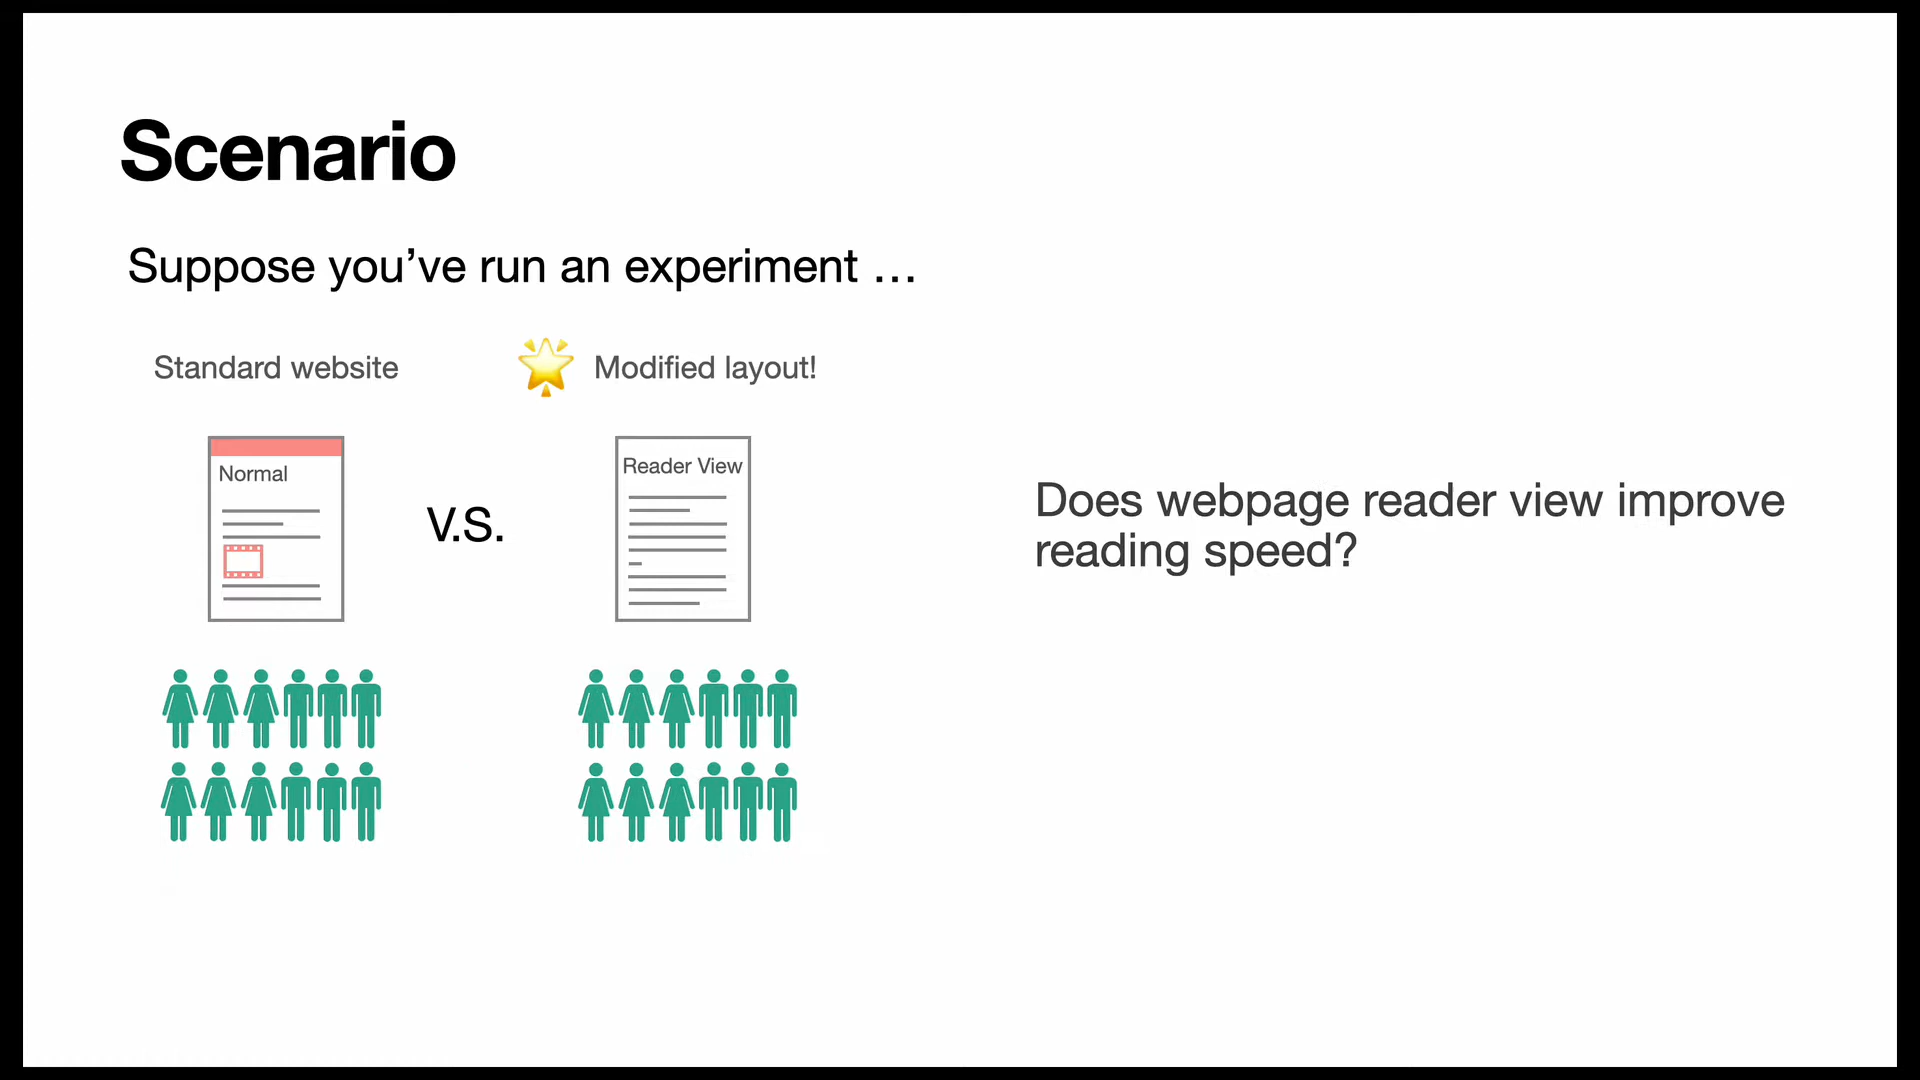 Scenario
Suppose you’ve run an experiment …
Standard website
Modified layout!
Normal
V.S.
Reader View
Does webpage reader view improve
reading speed?